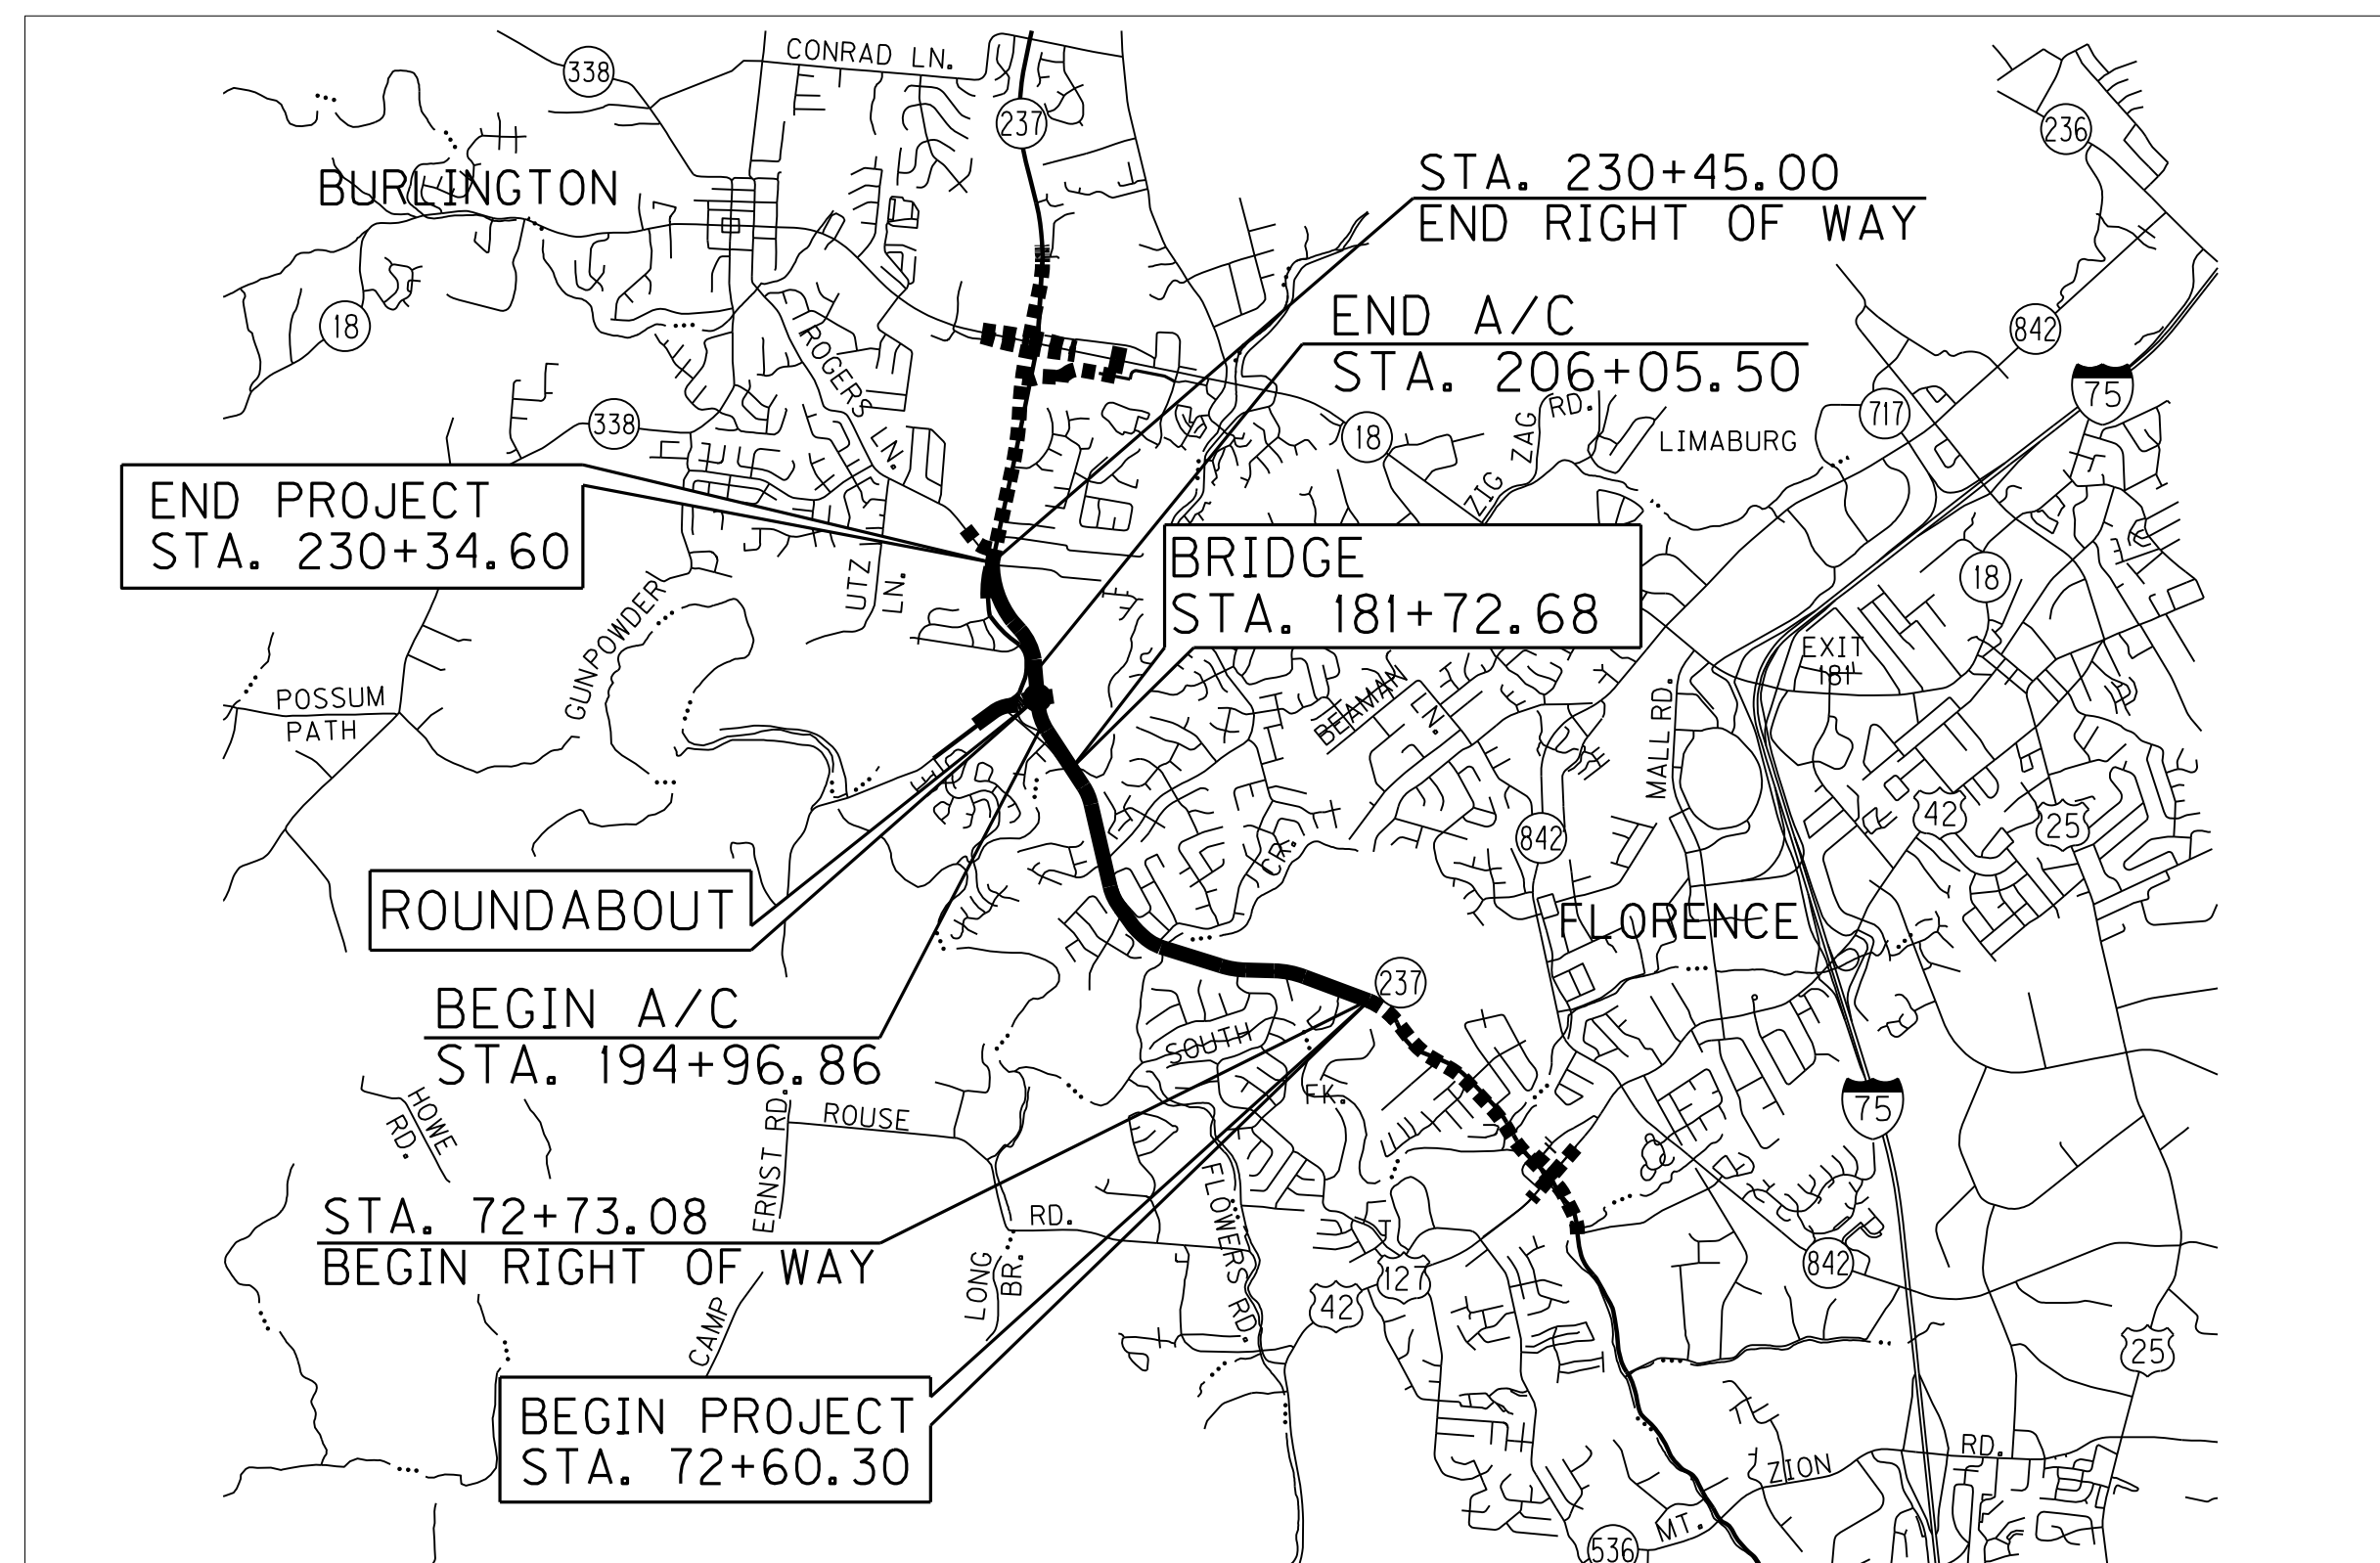 CONRAD LN.
338
237
236
BURLINGTON
STA. 230+45.00
END RIGHT OF WAY
18
END A/C
STA. 206+05.50
842
75
ROGERS LN.
338
18
ZIG ZAG RD.
717
LIMABURG
END PROJECT
STA. 230+34.60
BRIDGE
STA. 181+72.68
18
UTZ
LN.
GUNPOWDER
EXIT
181
POSSUM
PATH
BEAMAN LN.
MALL RD.
42
25
842
CR.
ROUNDABOUT
FLORENCE
237
BEGIN A/C
STA. 194+96.86
SOUTH
FK.
75
HOWE
RD.
ERNST RD.
ROUSE
RD.
FLOWERS RD.
STA. 72+73.08
BEGIN RIGHT OF WAY
LONG
BR.
842
127
42
CAMP
25
BEGIN PROJECT
STA. 72+60.30
MT. ZION RD.
536